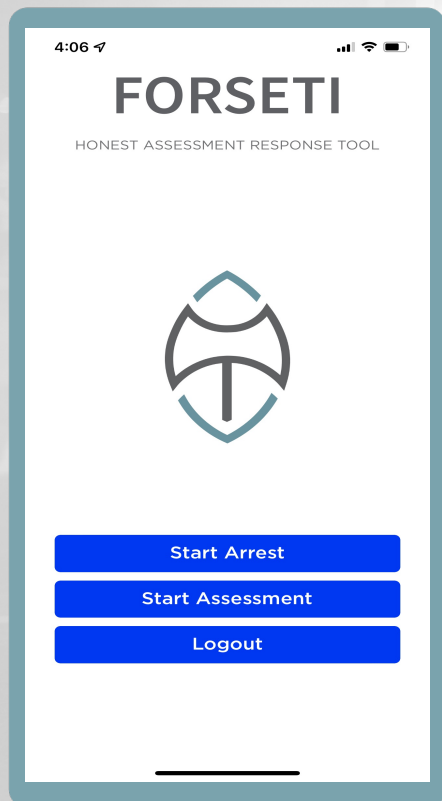 4:06
FORSETI
HONEST ASSESSMENT RESPONSE TOOL
Start Arrest
Start Assessment
Logout